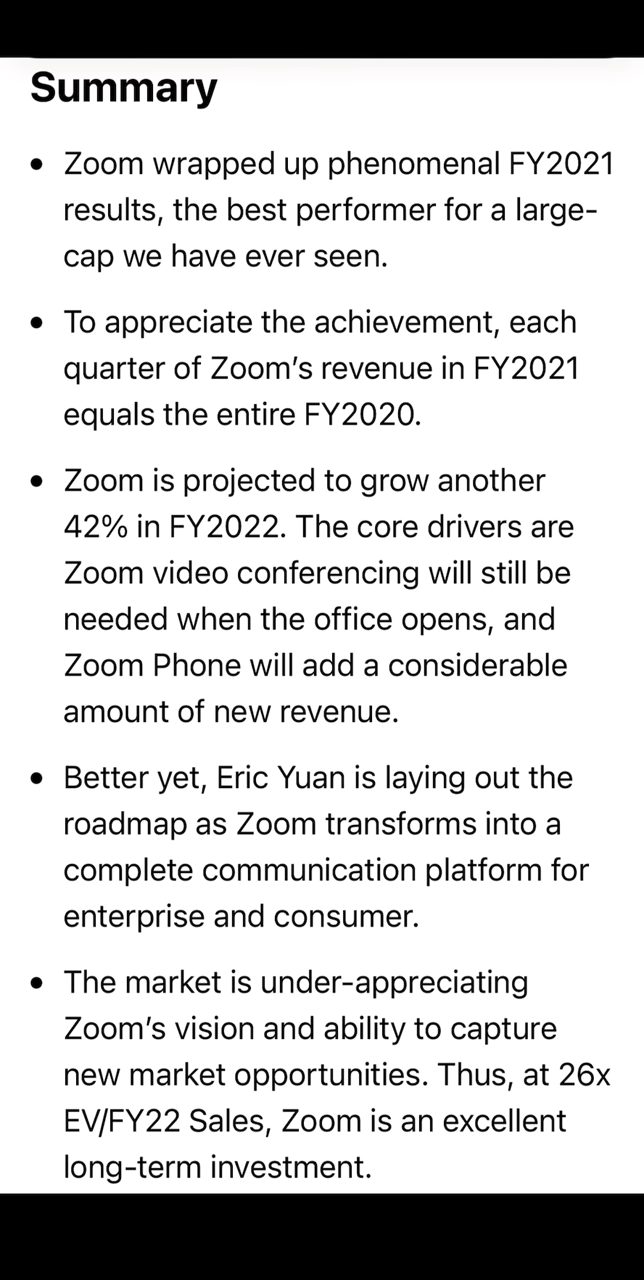 Summary
• Zoom wrapped up phenomenal FY2021
results, the best performer for a large-
cap we have ever seen.
• To appreciate the achievement, each
quarter of Zoom’s revenue in FY2021
equals the entire FY2020.
• Zoom is projected to grow another
42% in FY2022. The core drivers are
Zoom video conferencing will still be
needed when the office opens, and
Zoom Phone will add a considerable
amount of new revenue.
• Better yet, Eric Yuan is laying out the
roadmap as Zoom transforms into a
complete communication platform for
enterprise and consumer.
• The market is under-appreciating
Zoom’s vision and ability to capture
new market opportunities. Thus, at 26x
EV/FY22 Sales, Zoom is an excellent
long-term investment.